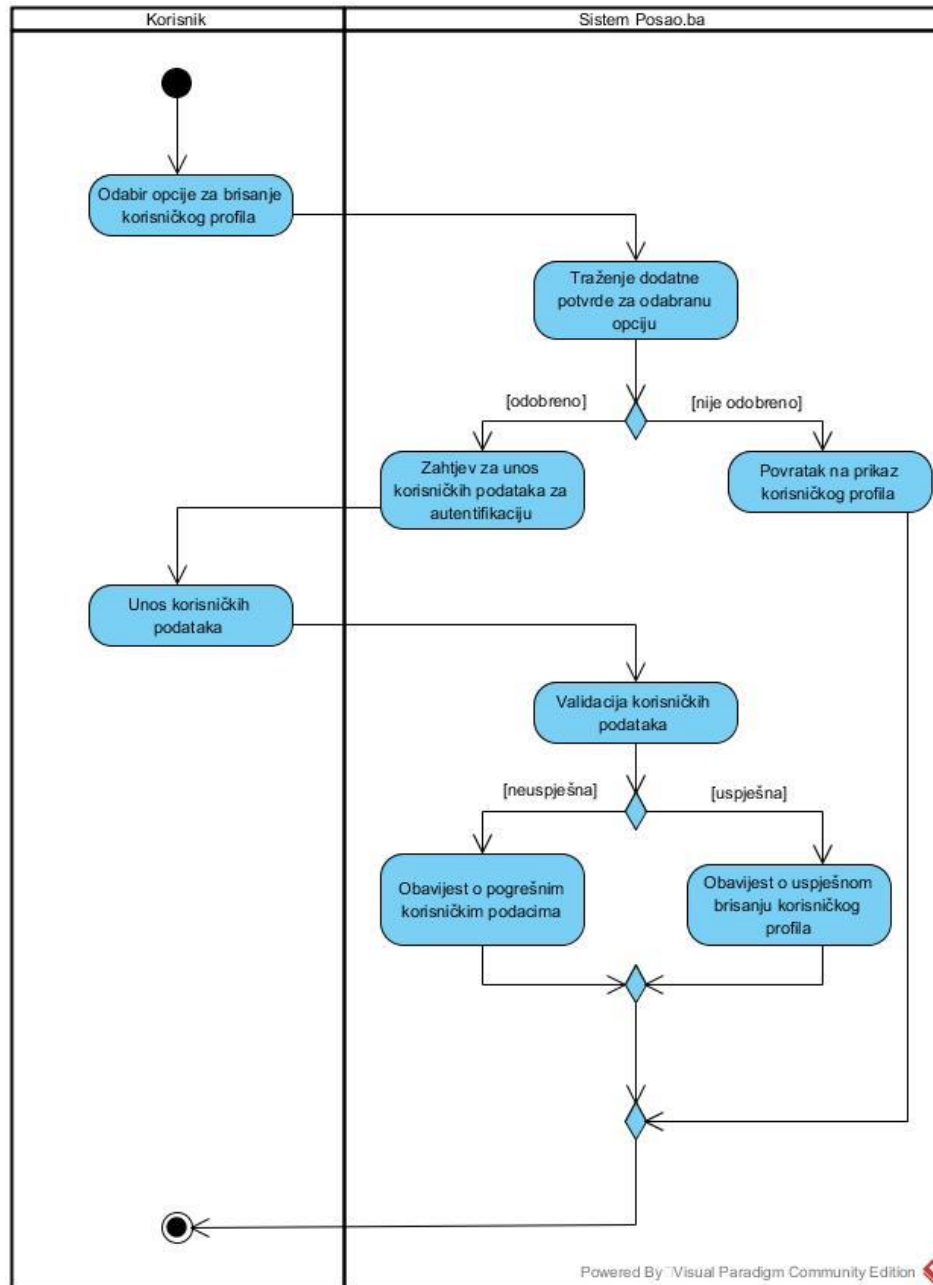 Korisnik
Sistem Posao.ba
Odabir opcije za brisanje
korisničkog profila
Traženje dodatne
potvrde za odabranu
opciju
[odobreno]
[nije odobreno]
Zahtjev za unos
korisničkih podataka za
autentifikaciju
Povratak na prikaz
korisničkog profila
Unos korisničkih
podataka
Validacija korisničkih
podataka
[neuspješna]
[uspješna]
Obavijest o pogrešnim
korisničkim podacima
Obavijest o uspješnom
brisanju korisničkog
profila
Powered By Visual Paradigm Community Edition